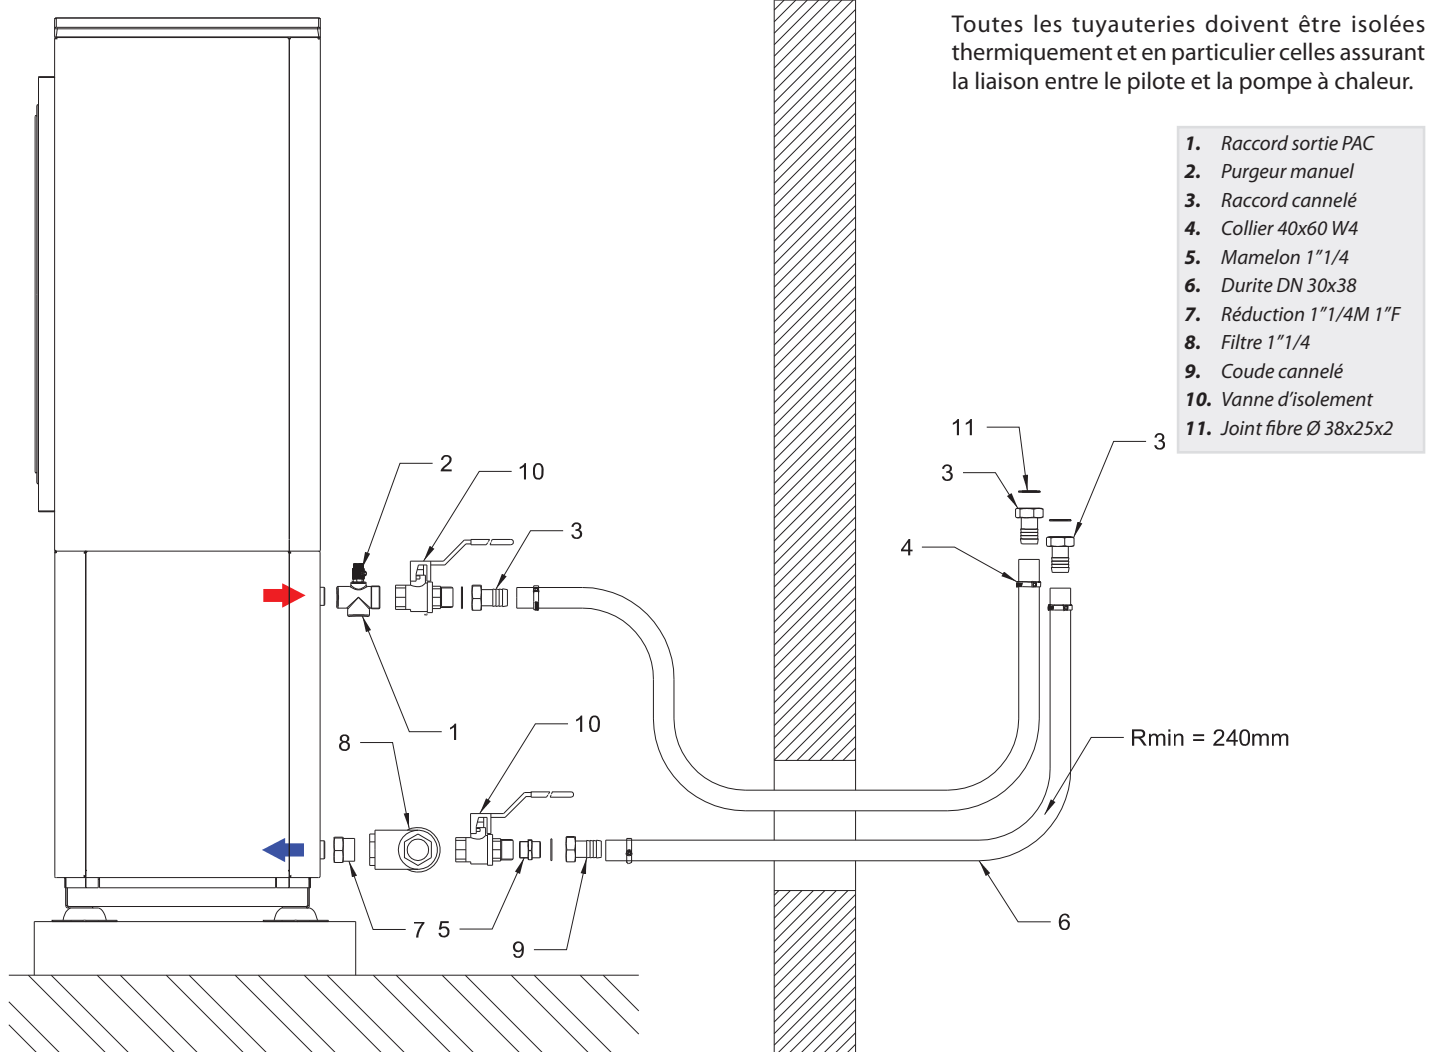 Toutes les tuyauteries doivent être isolées
thermiquement et en particulier celles assurant
la liaison entre le pilote et la pompe à chaleur.
1. Raccord sortie PAC
2. Purgeur manuel
3. Raccord cannelé
4. Collier 40x60 W4
5. Mamelon 1"1/4
6. Durite DN 30x38
7. Réduction 1"1/4M 1"F
8. Filtre 1"1/4
9. Coude cannelé
10. Vanne d'isolement
11. Joint fibre Ø 38x25x2
11
3
3
2
10
3
4
1
10
8
Rmin = 240mm
7
5
9
6